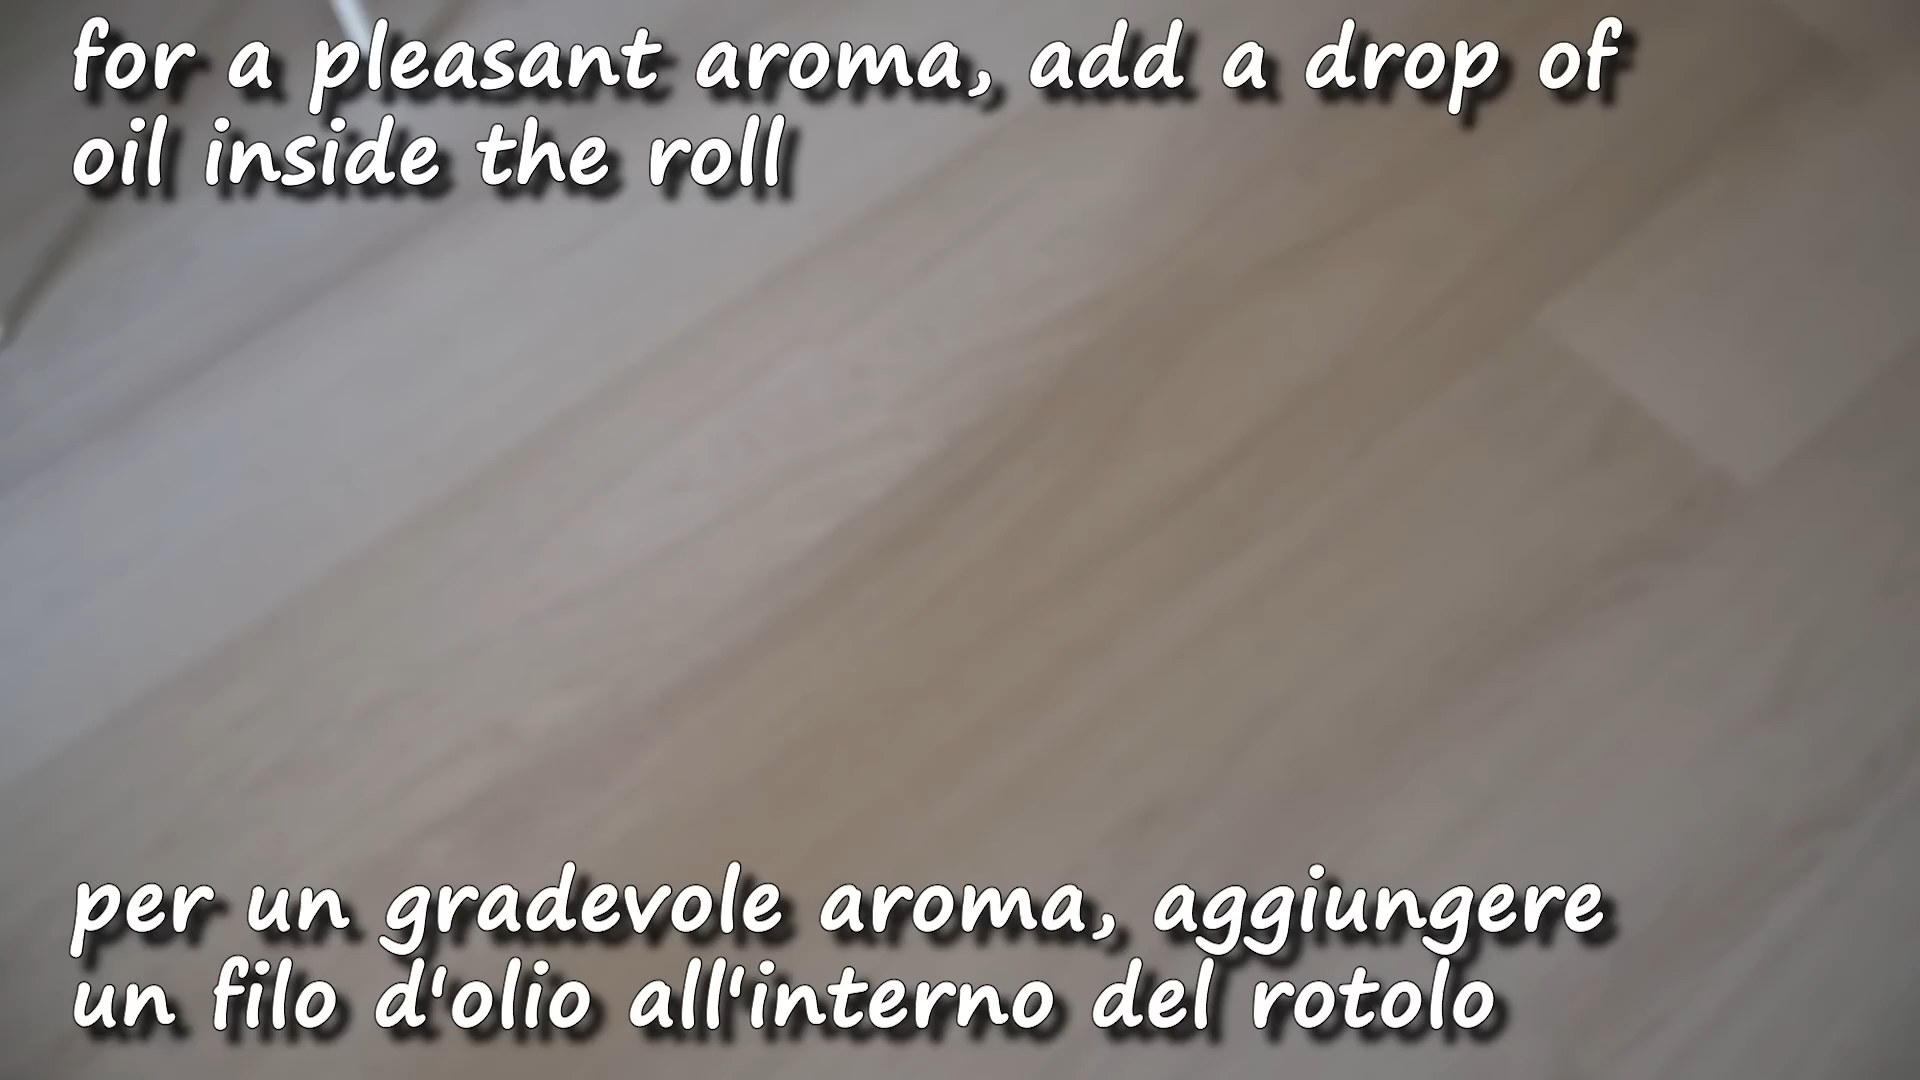 for a pleasant aroma, add a drop of
oil inside the roll
per un gradevole aroma, aggiungere
un filo d'olio all'interno del rotolo